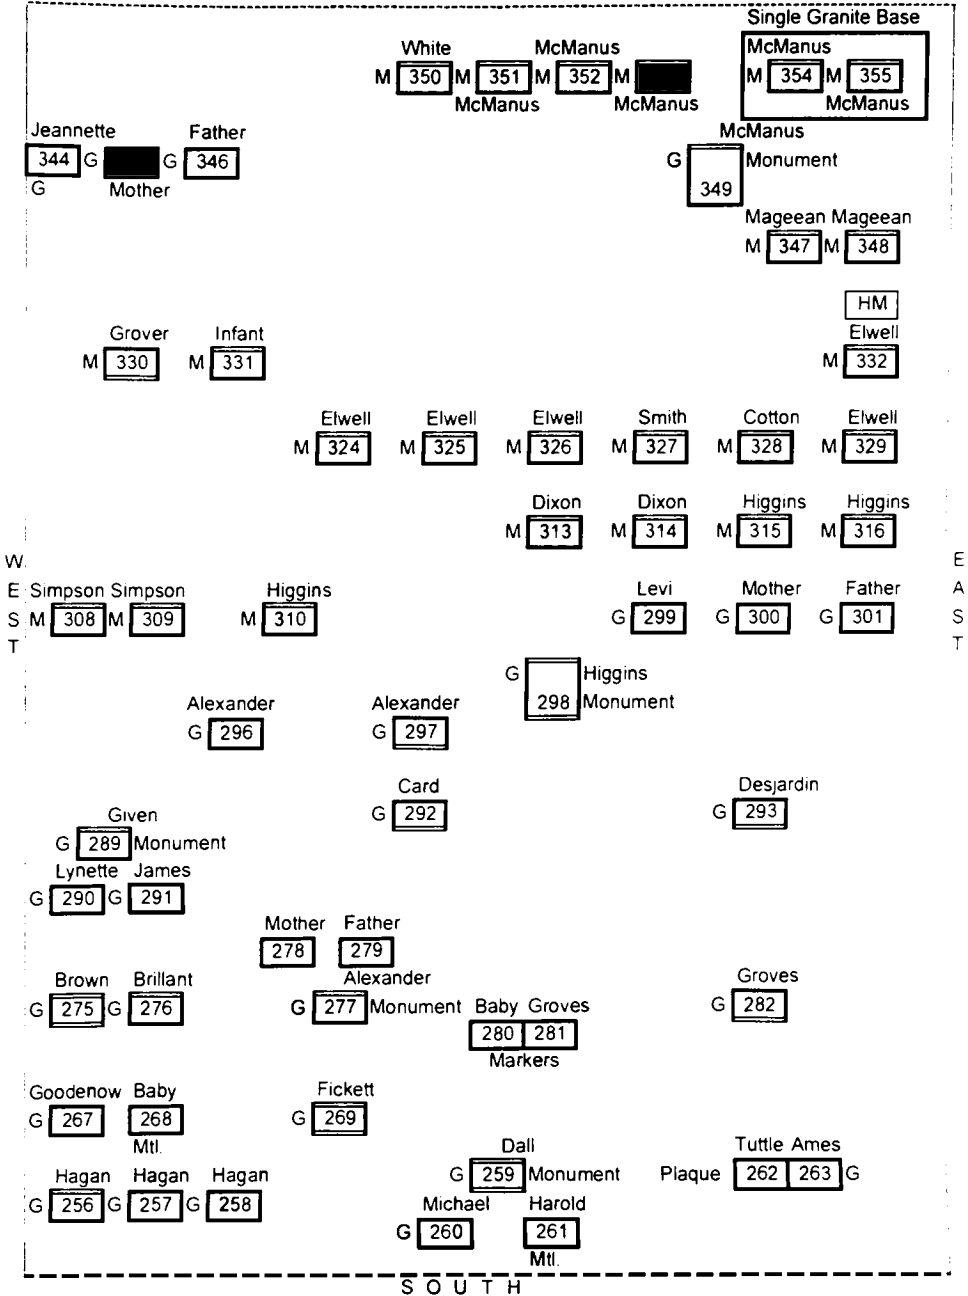 Single Granite Base
White McManus McManus
M 350 M 351 M 352 M M 354 M 355
McManus McManus McManus
Jeannette Father McManus
344 G G 346 G Monument
G Mother 349
Mageean Mageean
M 347 M 348
HM
Grover Infant Elwell
M 330 M 331 M 332
Elwell Elwell Elwell Smith Cotton Elwell
M 324 M 325 M 326 M 327 M 328 M 329
Dixon Dixon Higgins Higgins
M 313 M 314 M 315 M 316
WEST
EAST
Simpson Simpson Higgins Levi Mother Father
M 308 M 309 M 310 G 299 G 300 G 301
G Higgins
298 Monument
Alexander Alexander
G 296 G 297
Card Desjardin
G 292 G 293
Given
G 289 Monument
Lynette James
G 290 G 291
Mother Father
278 279
Brown Brillant Alexander Groves
G 275 G 276 G 277 Monument G 282
Baby Groves
280 281
Markers
Goodenow Baby Fickett
G 267 268 G 269
Mtl.
Dall Tuttle Ames
G 259 Monument Plaque 262 263 G
Hagan Hagan Hagan
G 256 G 257 G 258
Michael Harold
G 260 261
Mtl.
SOUTH